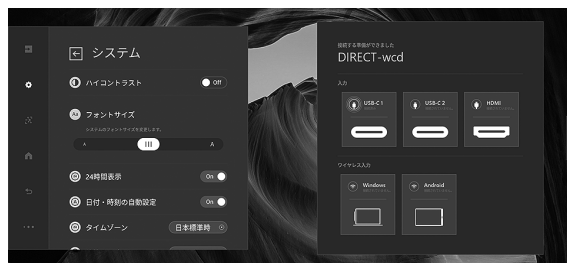 システム
ハイコントラスト
Off
Aa
フォントサイズ
システムのフォントサイズを変更します。
A
A
24時間表示
On
日付・時刻の自動設定
On
タイムゾーン
日本標準時
接続する準備ができました
DIRECT-wcd
入力
USB-C 1
USB-C 2
HDMI
ワイヤレス入力
Windows
Android